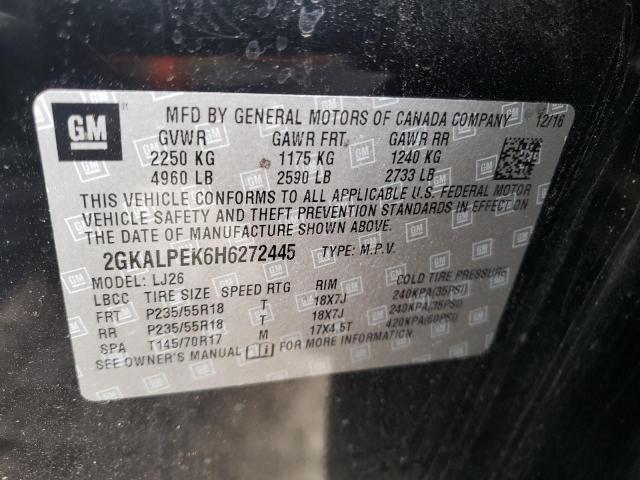 GM
MFD BY GENERAL MOTORS OF CANADA COMPANY 12/16
GVWR GAWR FRT GAWR RR
2250 KG 1175 KG 1240 KG
4960 LB 2590 LB 2733 LB
THIS VEHICLE CONFORMS TO ALL APPLICABLE U.S. FEDERAL MOTOR
VEHICLE SAFETY AND THEFT PREVENTION STANDARDS IN EFFECT ON
THE DATE OF MANUFACTURE SHOWN ABOVE.
2GKALPEK6H6272445 TYPE: M.P.V.
MODEL: LJ26
LBCC TIRE SIZE SPEED RTG RIM COLD TIRE PRESSURE
FRT P235/55R18 T 18X7J 240KPA(35PSI)
RR P235/55R18 T 18X7J 240KPA(35PSI)
SPA T145/70R17 M 17X4.5T 420KPA(60PSI)
SEE OWNER'S MANUAL FOR MORE INFORMATION